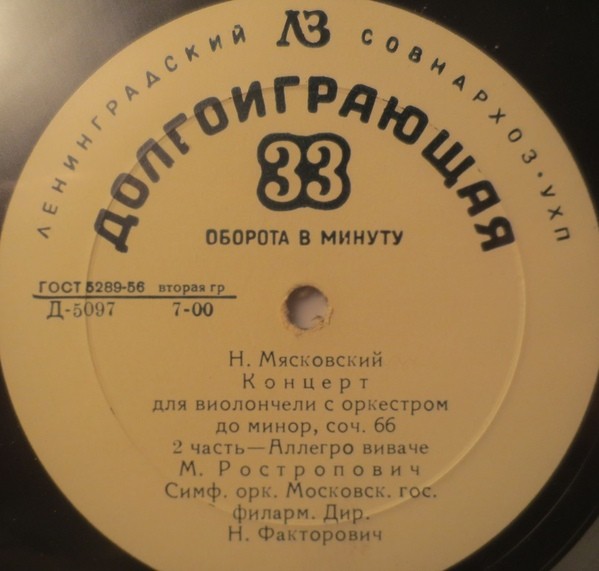 ЛЕНИНГРАДСКИЙ ЛЗ СОВНАРХОЗ · УХП
ДОЛГОИГРАЮЩАЯ
33
ОБОРОТА В МИНУТУ
ГОСТ 5289-56 вторая гр
Д-5097 7-00
Н. Мясковский
Концерт
для виолончели с оркестром
до минор, соч. 66
2 часть—Аллегро виваче
М. Ростропович
Симф. орк. Московск. гос.
филарм. Дир.
Н. Факторович